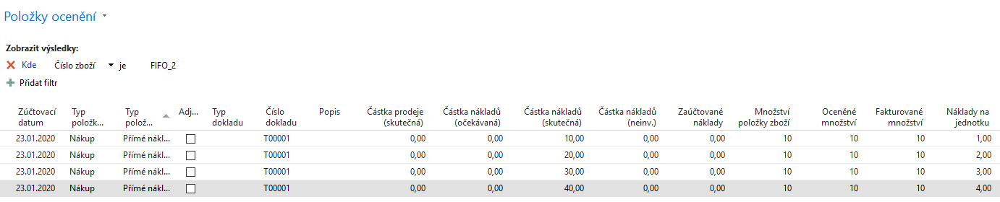 Položky ocenění
Zobrazit výsledky:
Kde Číslo zboží je FIFO_2
Přidat filtr
Zúčtovací datum Typ položk... Typ polož... Adj... Typ dokladu Číslo dokladu Popis Částka prodeje (skutečná) Částka nákladů (očekávaná) Částka nákladů (skutečná) Částka nákladů (neinv.) Zaúčtované náklady Množství položky zboží Oceněné množství Fakturované množství Náklady na jednotku
23.01.2020 Nákup Přímé nákl... T00001 0,00 0,00 10,00 0,00 0,00 10 10 10 1,00
23.01.2020 Nákup Přímé nákl... T00001 0,00 0,00 20,00 0,00 0,00 10 10 10 2,00
23.01.2020 Nákup Přímé nákl... T00001 0,00 0,00 30,00 0,00 0,00 10 10 10 3,00
23.01.2020 Nákup Přímé nákl... T00001 0,00 0,00 40,00 0,00 0,00 10 10 10 4,00